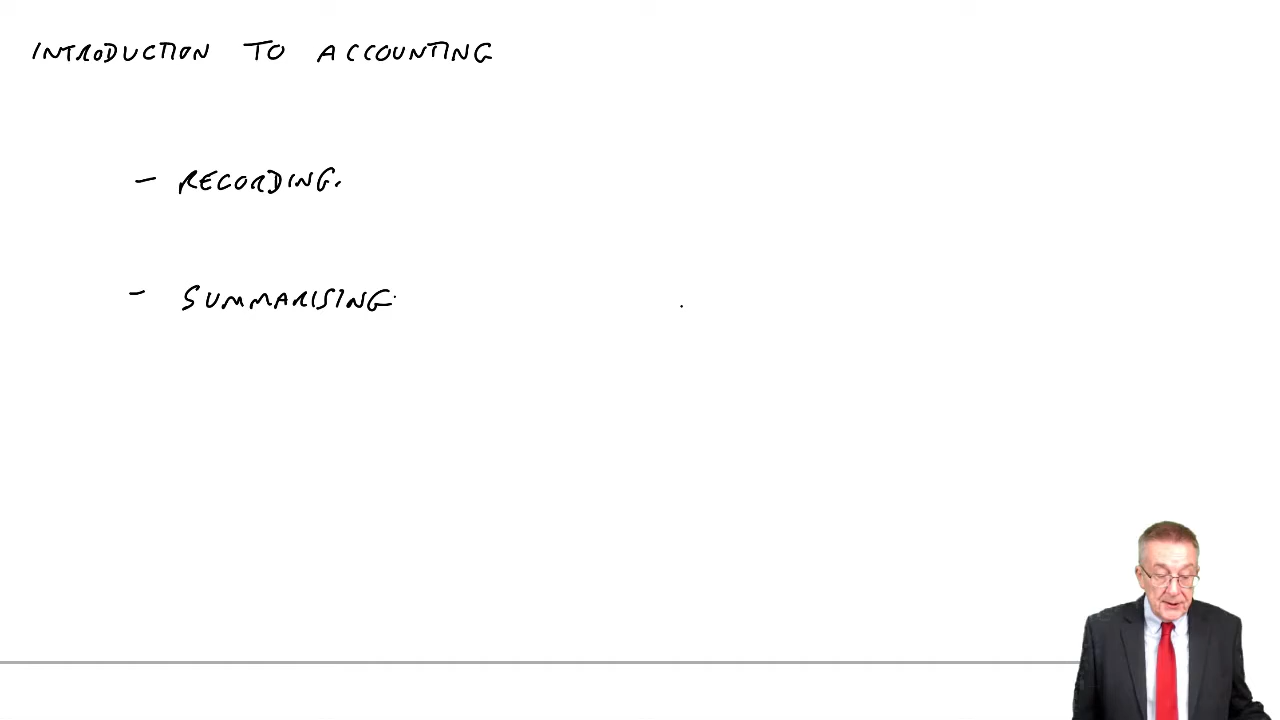 INTRODUCTION TO ACCOUNTING
- RECORDING.
- SUMMARISING.